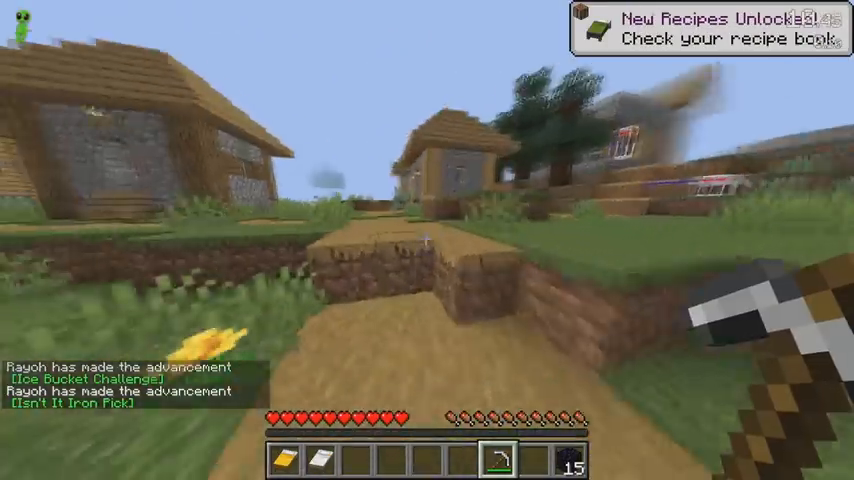 New Recipes Unlocked!
Check your recipe book
Rayoh has made the advancement
[Ice Bucket Challenge]
Rayoh has made the advancement
[Isn't It Iron Pick]
15